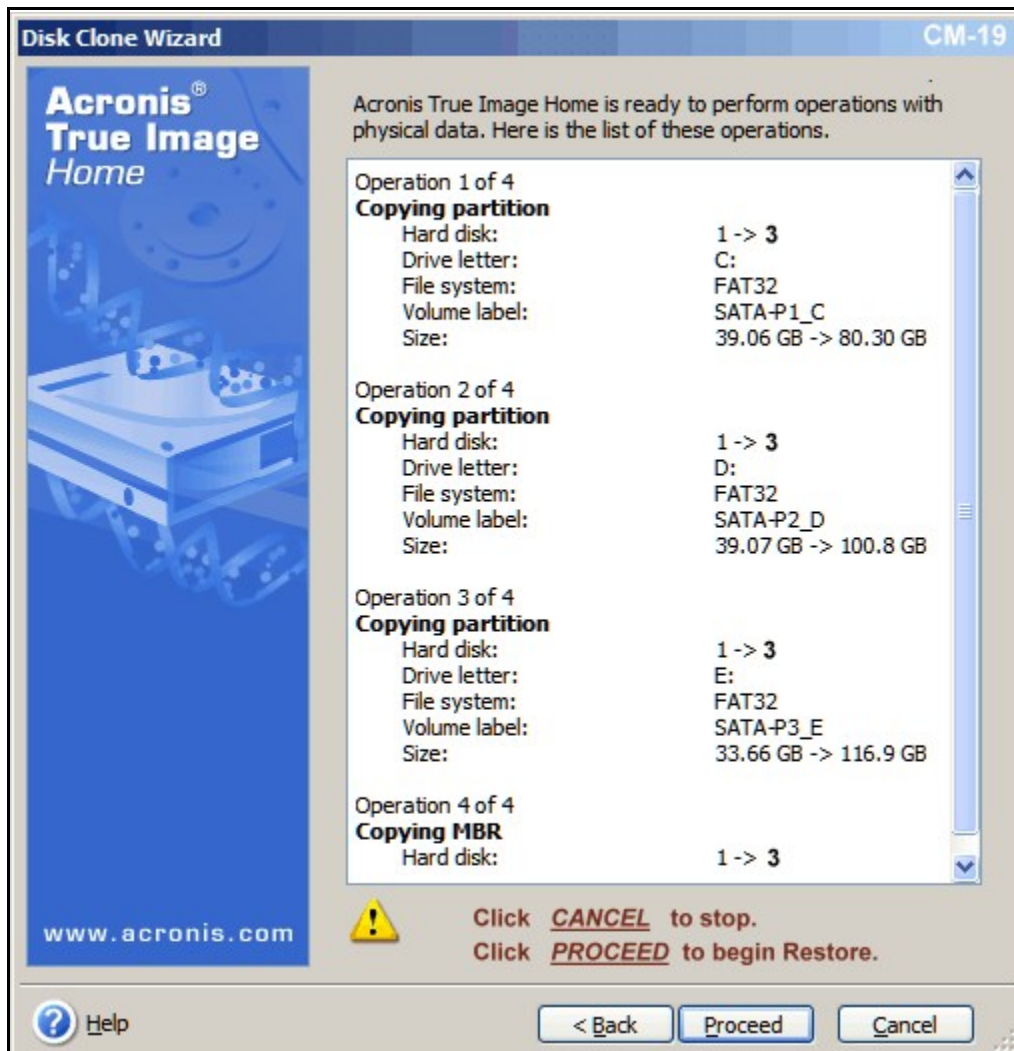 Disk Clone Wizard
CM-19
Acronis®
True Image
Home
Acronis True Image Home is ready to perform operations with
physical data. Here is the list of these operations.
Operation 1 of 4
Copying partition
Hard disk: 1 -> 3
Drive letter: C:
File system: FAT32
Volume label: SATA-P1_C
Size: 39.06 GB -> 80.30 GB
Operation 2 of 4
Copying partition
Hard disk: 1 -> 3
Drive letter: D:
File system: FAT32
Volume label: SATA-P2_D
Size: 39.07 GB -> 100.8 GB
Operation 3 of 4
Copying partition
Hard disk: 1 -> 3
Drive letter: E:
File system: FAT32
Volume label: SATA-P3_E
Size: 33.66 GB -> 116.9 GB
Operation 4 of 4
Copying MBR
Hard disk: 1 -> 3
www.acronis.com
Click CANCEL to stop.
Click PROCEED to begin Restore.
Help
< Back
Proceed
Cancel